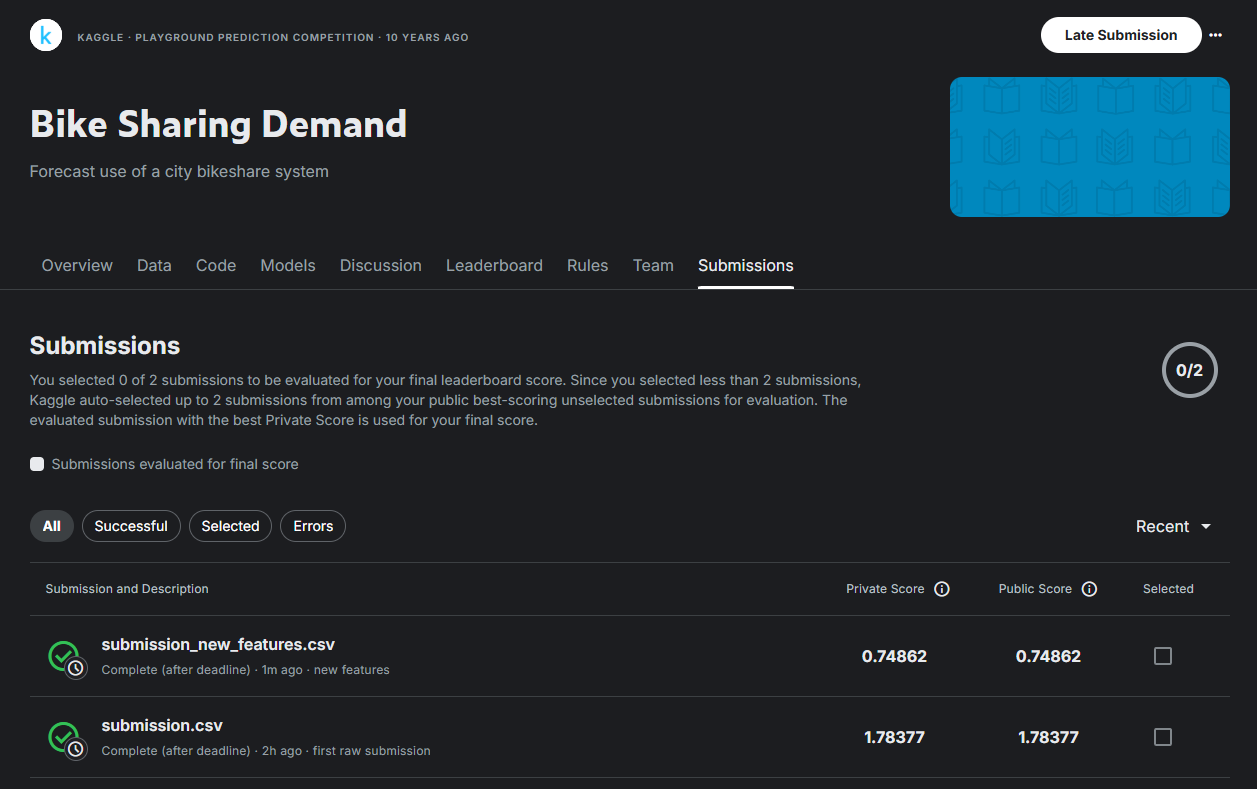 k
KAGGLE · PLAYGROUND PREDICTION COMPETITION · 10 YEARS AGO
Late Submission
Bike Sharing Demand
Forecast use of a city bikeshare system
Overview Data Code Models Discussion Leaderboard Rules Team Submissions
Submissions
You selected 0 of 2 submissions to be evaluated for your final leaderboard score. Since you selected less than 2 submissions,
Kaggle auto-selected up to 2 submissions from among your public best-scoring unselected submissions for evaluation. The
evaluated submission with the best Private Score is used for your final score.
0/2
Submissions evaluated for final score
All Successful Selected Errors Recent
Submission and Description Private Score Public Score Selected
submission_new_features.csv
Complete (after deadline) · 1m ago · new features
0.74862 0.74862
submission.csv
Complete (after deadline) · 2h ago · first raw submission
1.78377 1.78377